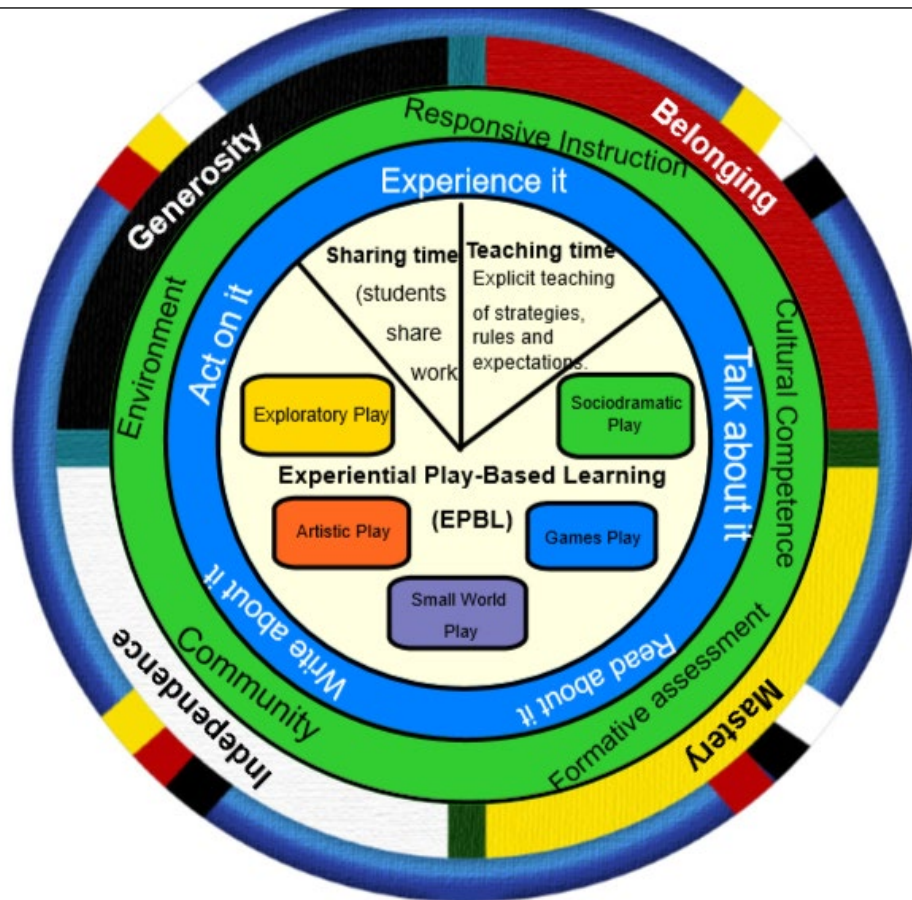 Generosity
Belonging
Mastery
Independence
Responsive Instruction
Cultural Competence
Formative assessment
Community
Environment
Experience it
Talk about it
Read about it
Write about it
Act on it
Sharing time
(students
share
work
Teaching time
Explicit teaching
of strategies,
rules and
expectations.
Exploratory Play
Sociodramatic
Play
Experiential Play-Based Learning
(EPBL)
Artistic Play
Games Play
Small World
Play